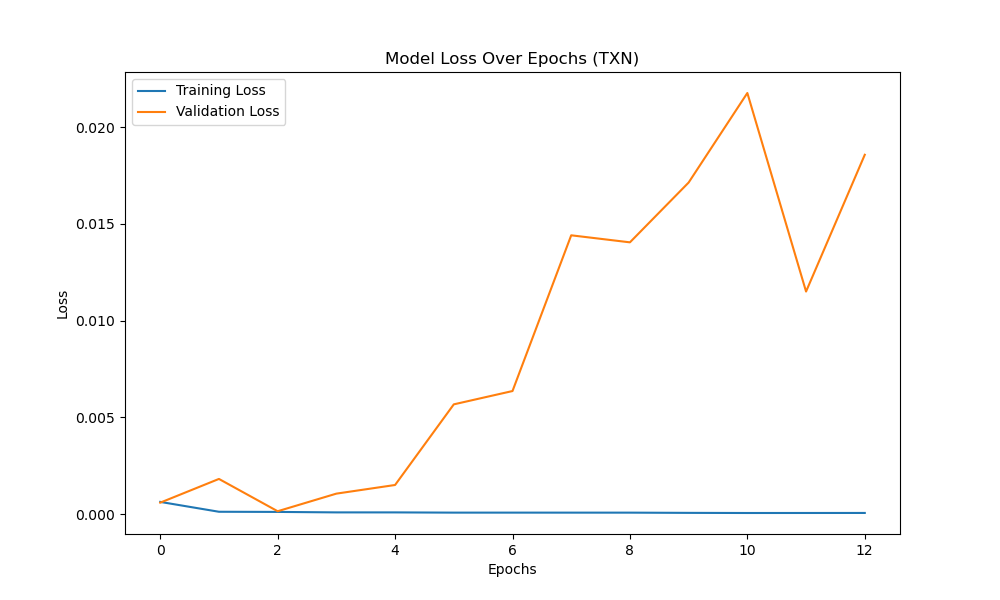 Model Loss Over Epochs (TXN)
Training Loss
Validation Loss
0.020
0.015
0.010
0.005
0.000
Loss
0 2 4 6 8 10 12
Epochs